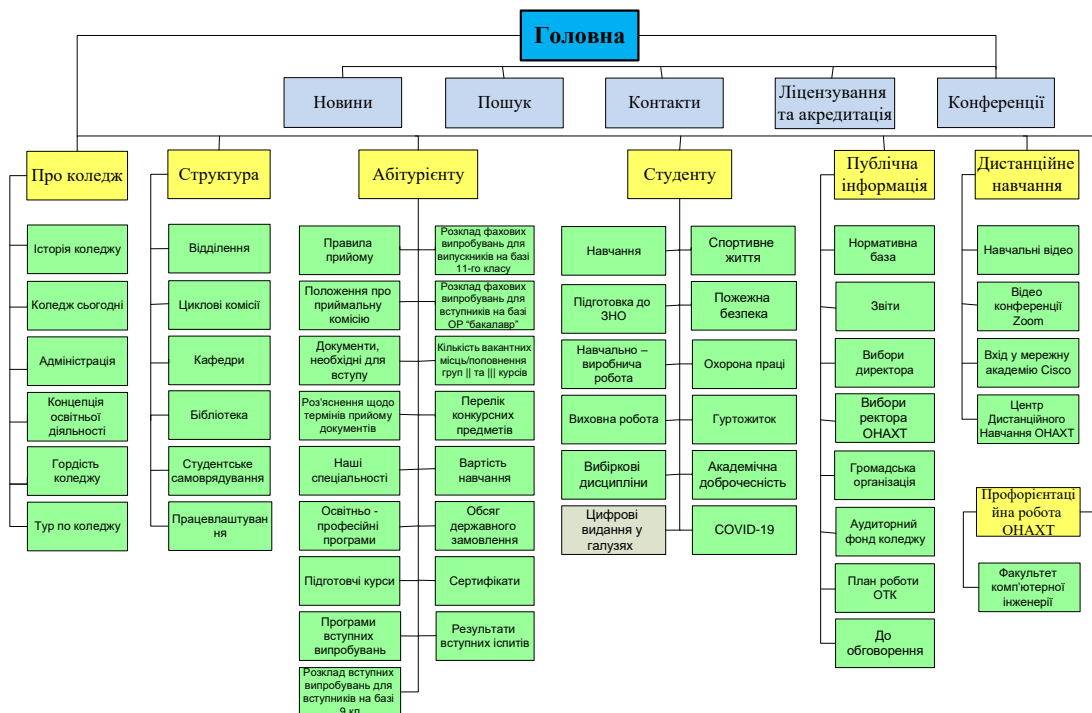 Головна
Новини
Пошук
Контакти
Ліцензування
та акредитація
Конференції
Про коледж
Структура
Абітурієнту
Студенту
Публічна
інформація
Дистанційне
навчання
Історія коледжу
Коледж сьогодні
Адміністрація
Концепція
освітньої
діяльності
Гордість
коледжу
Тур по коледжу
Відділення
Циклові комісії
Кафедри
Бібліотека
Студентське
самоврядування
Працевлаштуван
ня
Правила
прийому
Положення про
приймальну
комісію
Документи,
необхідні для
вступу
Роз'яснення щодо
термінів прийому
документів
Наші
спеціальності
Освітньо -
професійні
програми
Підготовчі курси
Програми
вступних
випробувань
Розклад вступних
випробувань для
вступників на базі
9 кл
Розклад фахових
випробувань для
випускників на базі
11-го класу
Розклад фахових
випробувань для
вступників на базі
ОР “бакалавр”
Кількість вакантних
місць/поповнення
груп || та ||| курсів
Перелік
конкурсних
предметів
Вартість
навчання
Обсяг
державного
замовлення
Сертифікати
Результати
вступних іспитів
Навчання
Підготовка до
ЗНО
Навчально –
виробнича
робота
Виховна робота
Вибіркові
дисципліни
Цифрові
видання у
галузях
Спортивне
життя
Пожежна
безпека
Охорона праці
Гуртожиток
Академічна
доброчесність
COVID-19
Нормативна
база
Звіти
Вибори
директора
Вибори
ректора
ОНАХТ
Громадська
організація
Аудиторний
фонд коледжу
План роботи
ОТК
До
обговорення
Навчальні відео
Відео
конференції
Zoom
Вхід у мережну
академію Cisco
Центр
Дистанційного
Навчання ОНАХТ
Профорієнтаці
йна робота
ОНАХТ
Факультет
комп'ютерної
інженерії